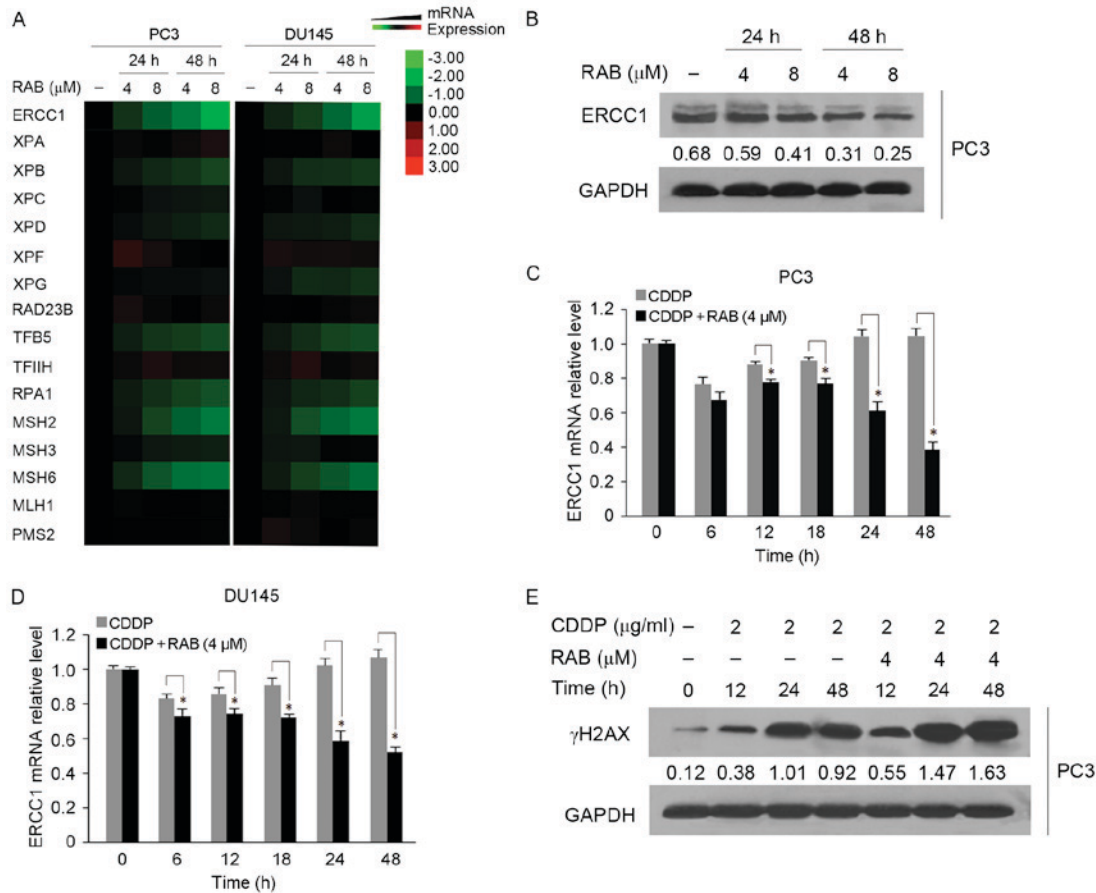 A
mRNA
Expression
PC3 DU145
24 h 48 h 24 h 48 h
RAB (μM) – 4 8 4 8 – 4 8 4 8
-3.00
-2.00
-1.00
0.00
1.00
2.00
3.00
ERCC1
XPA
XPB
XPC
XPD
XPF
XPG
RAD23B
TFB5
TFIIH
RPA1
MSH2
MSH3
MSH6
MLH1
PMS2
B
24 h 48 h
RAB (μM) – 4 8 4 8
ERCC1
0.68 0.59 0.41 0.31 0.25
GAPDH
PC3
C
PC3
CDDP
CDDP + RAB (4 μM)
ERCC1 mRNA relative level
1.2
1.0
0.8
0.6
0.4
0.2
0
* * * *
0 6 12 18 24 48
Time (h)
D
DU145
CDDP
CDDP + RAB (4 μM)
ERCC1 mRNA relative level
1.2
1.0
0.8
0.6
0.4
0.2
0
* * * * *
0 6 12 18 24 48
Time (h)
E
CDDP (μg/ml) – 2 2 2 2 2 2
RAB (μM) – – – – 4 4 4
Time (h) 0 12 24 48 12 24 48
γH2AX
0.12 0.38 1.01 0.92 0.55 1.47 1.63
GAPDH
PC3